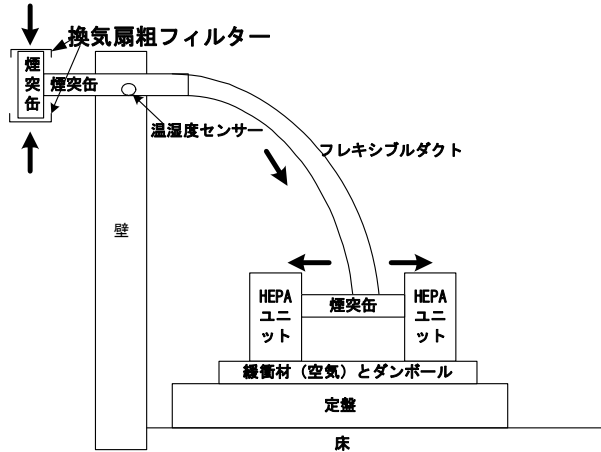 換気扇粗フィルター
煙
突
缶
煙突缶
温湿度センサー
フレキシブルダクト
壁
HEPA
ユニ
ット
煙突缶
HEPA
ユニ
ット
緩衝材（空気）とダンボール
定盤
床